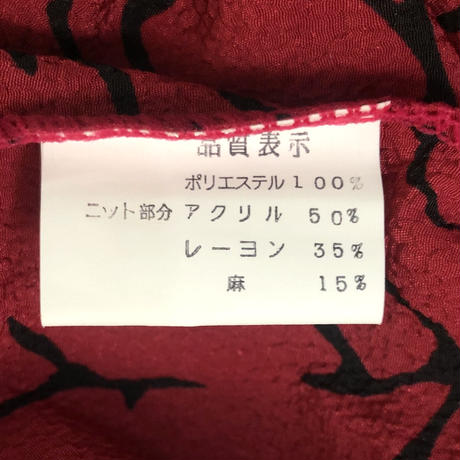 品質表示
ポリエステル100%
ニット部分 アクリル 50%
レーヨン 35%
麻 15%